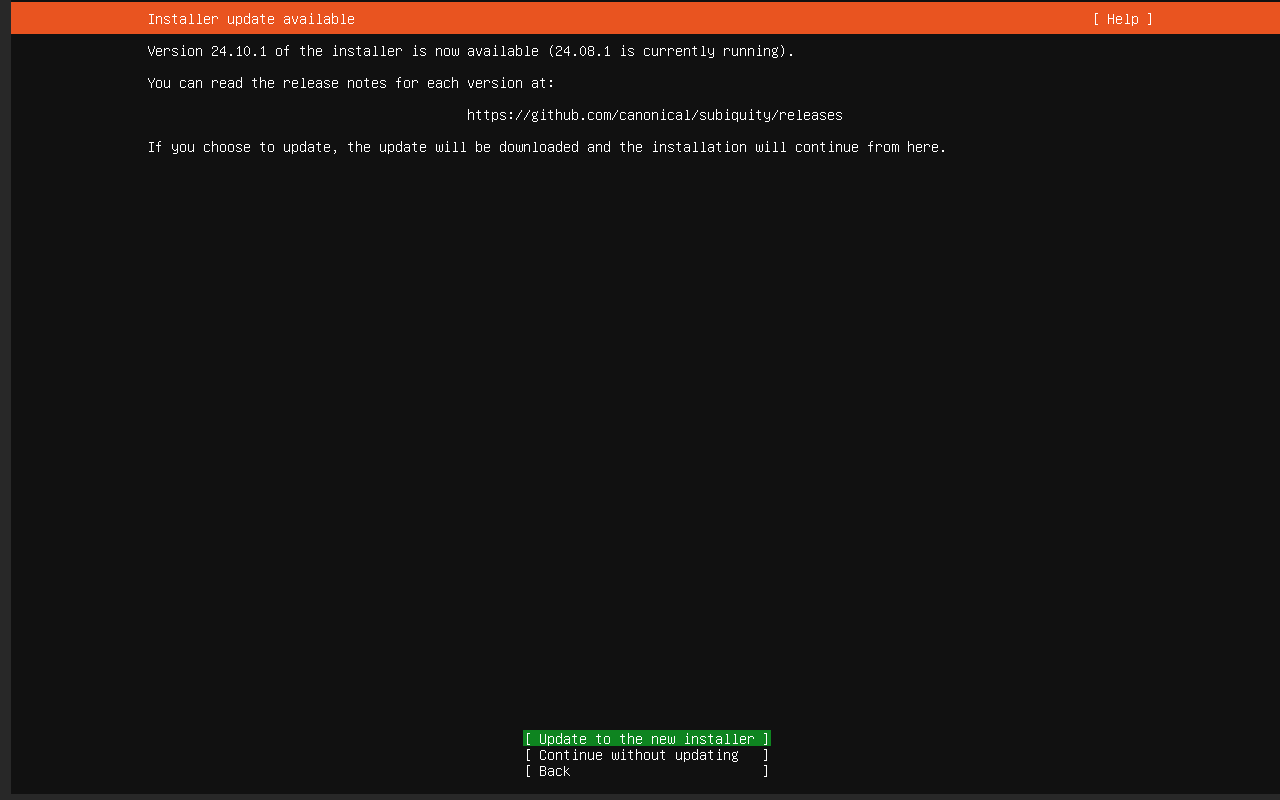 Installer update available [ Help ]
Version 24.10.1 of the installer is now available (24.08.1 is currently running).
You can read the release notes for each version at:
https://github.com/canonical/subiquity/releases
If you choose to update, the update will be downloaded and the installation will continue from here.
[ Update to the new installer ]
[ Continue without updating ]
[ Back ]